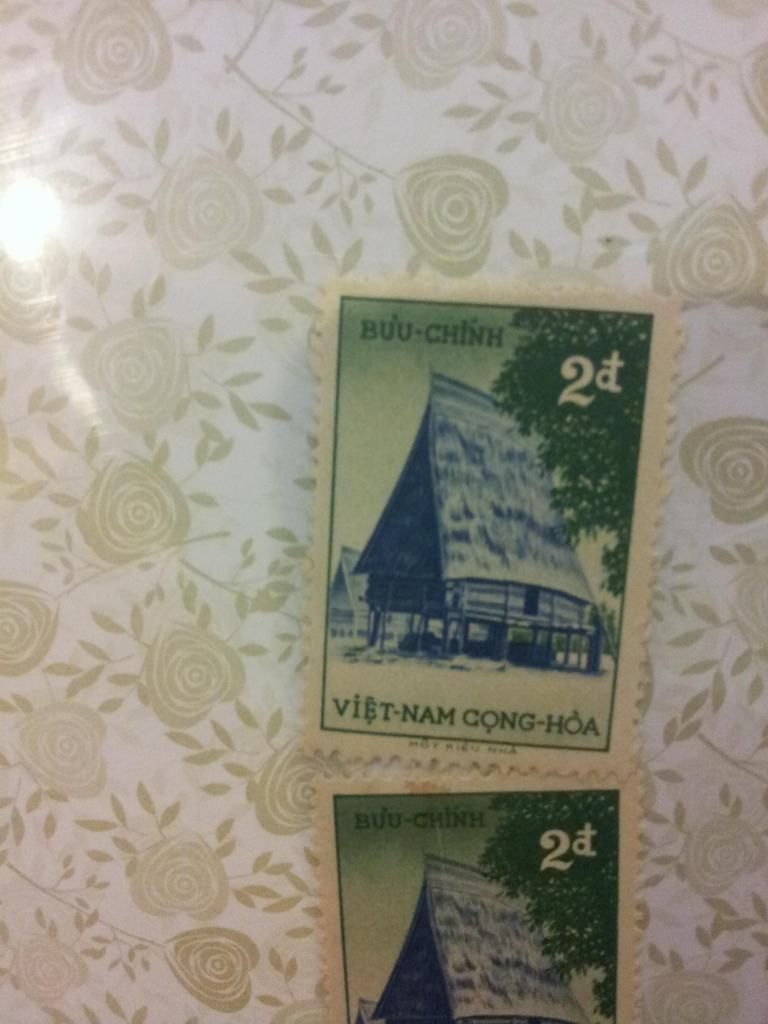 BƯU-CHÍNH
2đ
VIỆT-NAM CỘNG-HÒA
MỘT KIỂU NHÀ
BƯU-CHÍNH
2đ